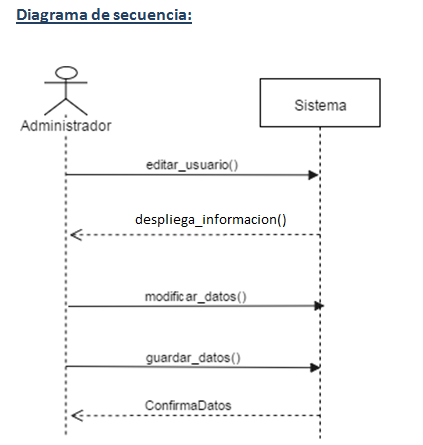 Diagrama de secuencia:
Administrador
Sistema
editar_usuario()
despliega_informacion()
modificar_datos()
guardar_datos()
ConfirmaDatos